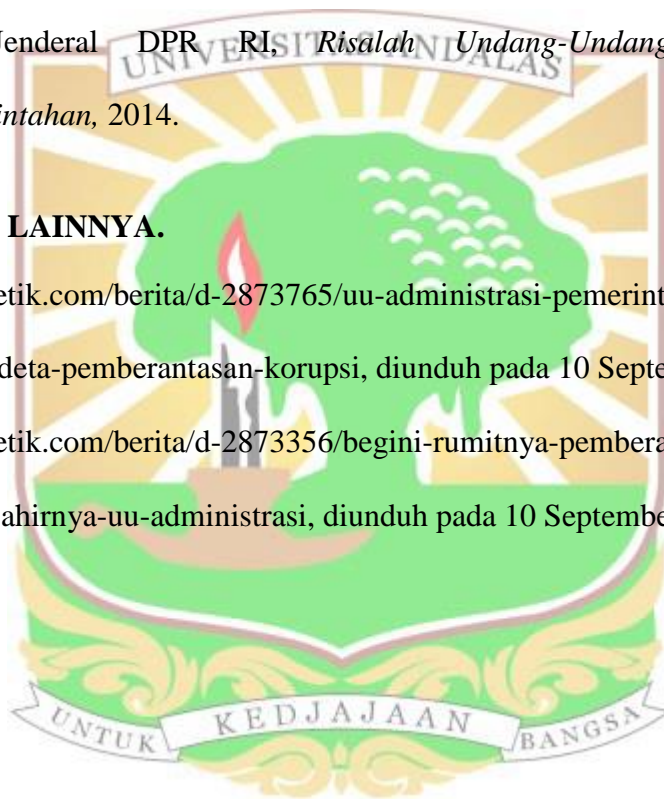 Jenderal DPR RI, Risalah Undang-Undang
UNIVERSITAS ANDALAS
intahan, 2014.
LAINNYA.
etik.com/berita/d-2873765/uu-administrasi-pemerint
deta-pemberantasan-korupsi, diunduh pada 10 Septe
etik.com/berita/d-2873356/begini-rumitnya-pembera
ahirnya-uu-administrasi, diunduh pada 10 Septembe
UNTUK KEDJAJAAN BANGSA